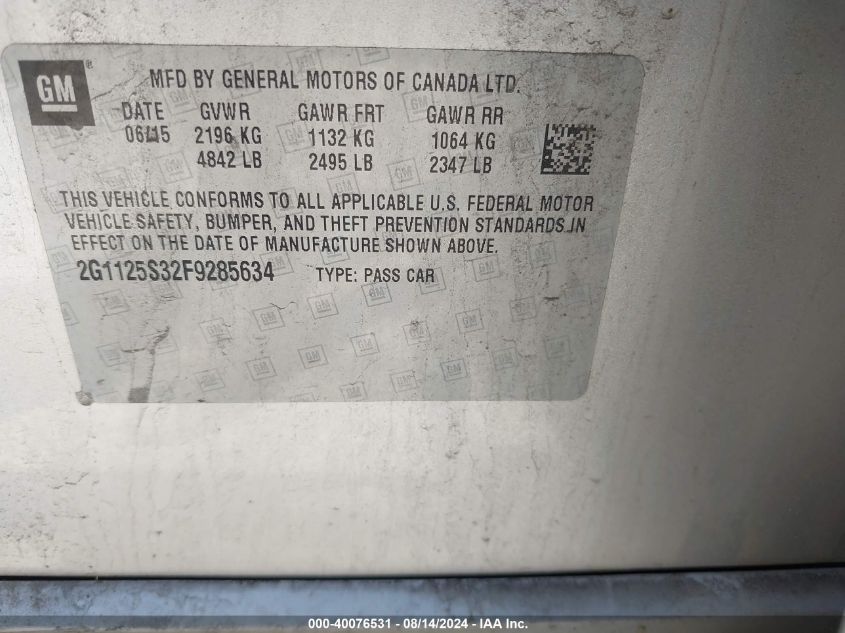 GM®
MFD BY GENERAL MOTORS OF CANADA LTD.
DATE GVWR GAWR FRT GAWR RR
06/15 2196 KG 1132 KG 1064 KG
4842 LB 2495 LB 2347 LB
THIS VEHICLE CONFORMS TO ALL APPLICABLE U.S. FEDERAL MOTOR
VEHICLE SAFETY, BUMPER, AND THEFT PREVENTION STANDARDS IN
EFFECT ON THE DATE OF MANUFACTURE SHOWN ABOVE.
2G1125S32F9285634 TYPE: PASS CAR
000-40076531 - 08/14/2024 - IAA Inc.